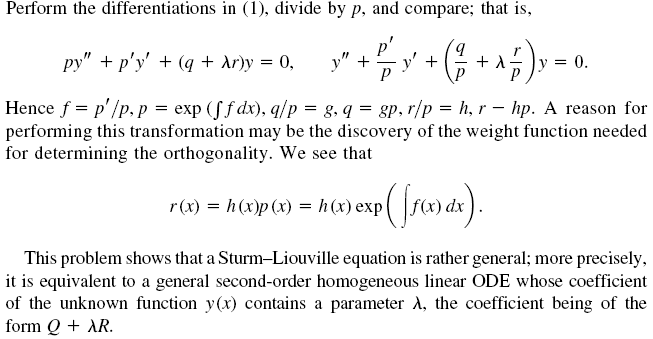 Perform the differentiations in (1), divide by p, and compare; that is,
py″ + p′y′ + (q + λr)y = 0,   y″ + p′/p y′ + (q/p + λ r/p) y = 0.
Hence f = p′/p, p = exp (∫f dx), q/p = g, q = gp, r/p = h, r − hp. A reason for
performing this transformation may be the discovery of the weight function needed
for determining the orthogonality. We see that
r(x) = h(x)p(x) = h(x) exp (∫f(x) dx).
This problem shows that a Sturm–Liouville equation is rather general; more precisely,
it is equivalent to a general second-order homogeneous linear ODE whose coefficient
of the unknown function y(x) contains a parameter λ, the coefficient being of the
form Q + λR.